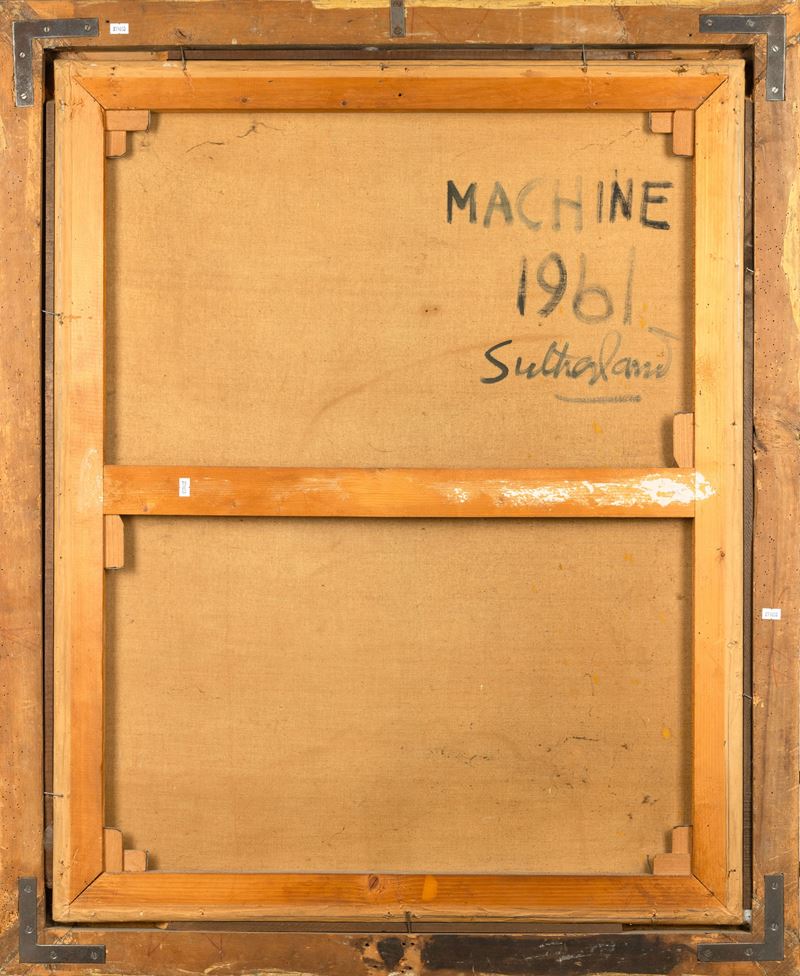 MACHINE
1961.
Sutherland